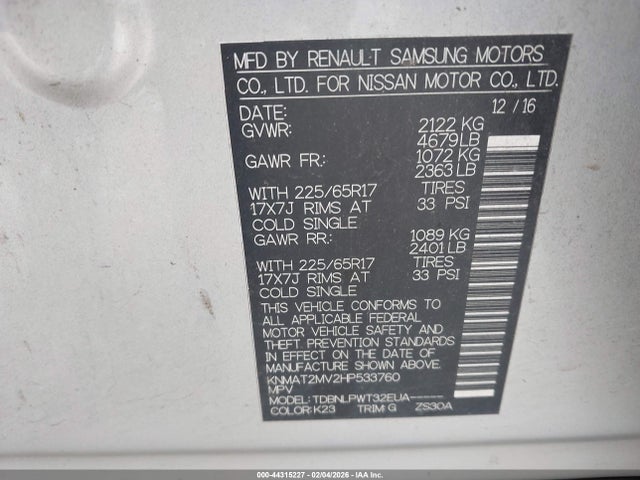 MFD BY RENAULT SAMSUNG MOTORS
CO., LTD. FOR NISSAN MOTOR CO., LTD.
DATE: 12 / 16
GVWR: 2122 KG
4679 LB
GAWR FR: 1072 KG
2363 LB
WITH 225/65R17 TIRES
17X7J RIMS AT 33 PSI
COLD SINGLE
GAWR RR: 1089 KG
2401 LB
WITH 225/65R17 TIRES
17X7J RIMS AT 33 PSI
COLD SINGLE
THIS VEHICLE CONFORMS TO
ALL APPLICABLE FEDERAL
MOTOR VEHICLE SAFETY AND
THEFT PREVENTION STANDARD
IN EFFECT ON THE DATE OF
MANUFACTURE SHOWN ABOVE.
KNMAT2MV2HP533760
MPV
MODEL: TDBNLPWT32EUA-----
COLOR:K23 TRIM:G ZS30A
000-44315227 - 02/04/2026 - IAAHTML